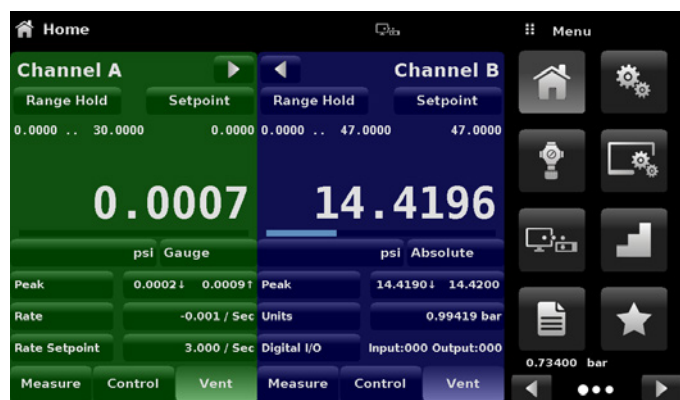 Home
Menu
Channel A
Channel B
Range Hold Setpoint
Range Hold Setpoint
0.0000 .. 30.0000 0.0000
0.0000 .. 47.0000 47.0000
0.0007
14.4196
psi Gauge
psi Absolute
Peak 0.0002↓ 0.0009↑
Peak 14.4190↓ 14.4200
Rate -0.001 / Sec
Units 0.99419 bar
Rate Setpoint 3.000 / Sec
Digital I/O Input:000 Output:000
Measure Control Vent
Measure Control Vent
0.73400 bar